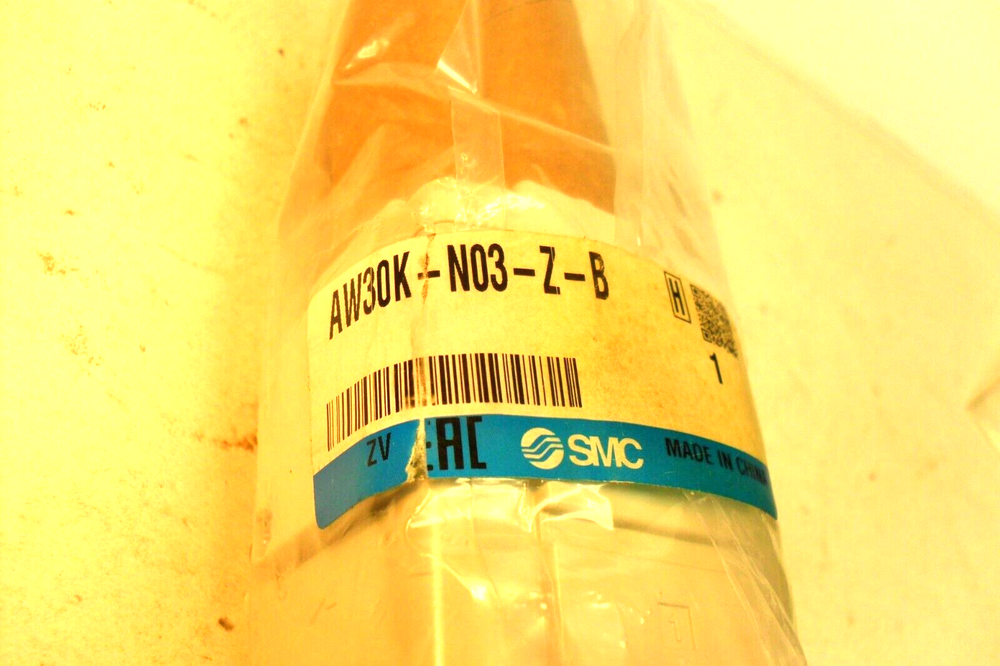 AW30K-N03-Z-B
H
1
ZV EAC SMC MADE IN CHINA